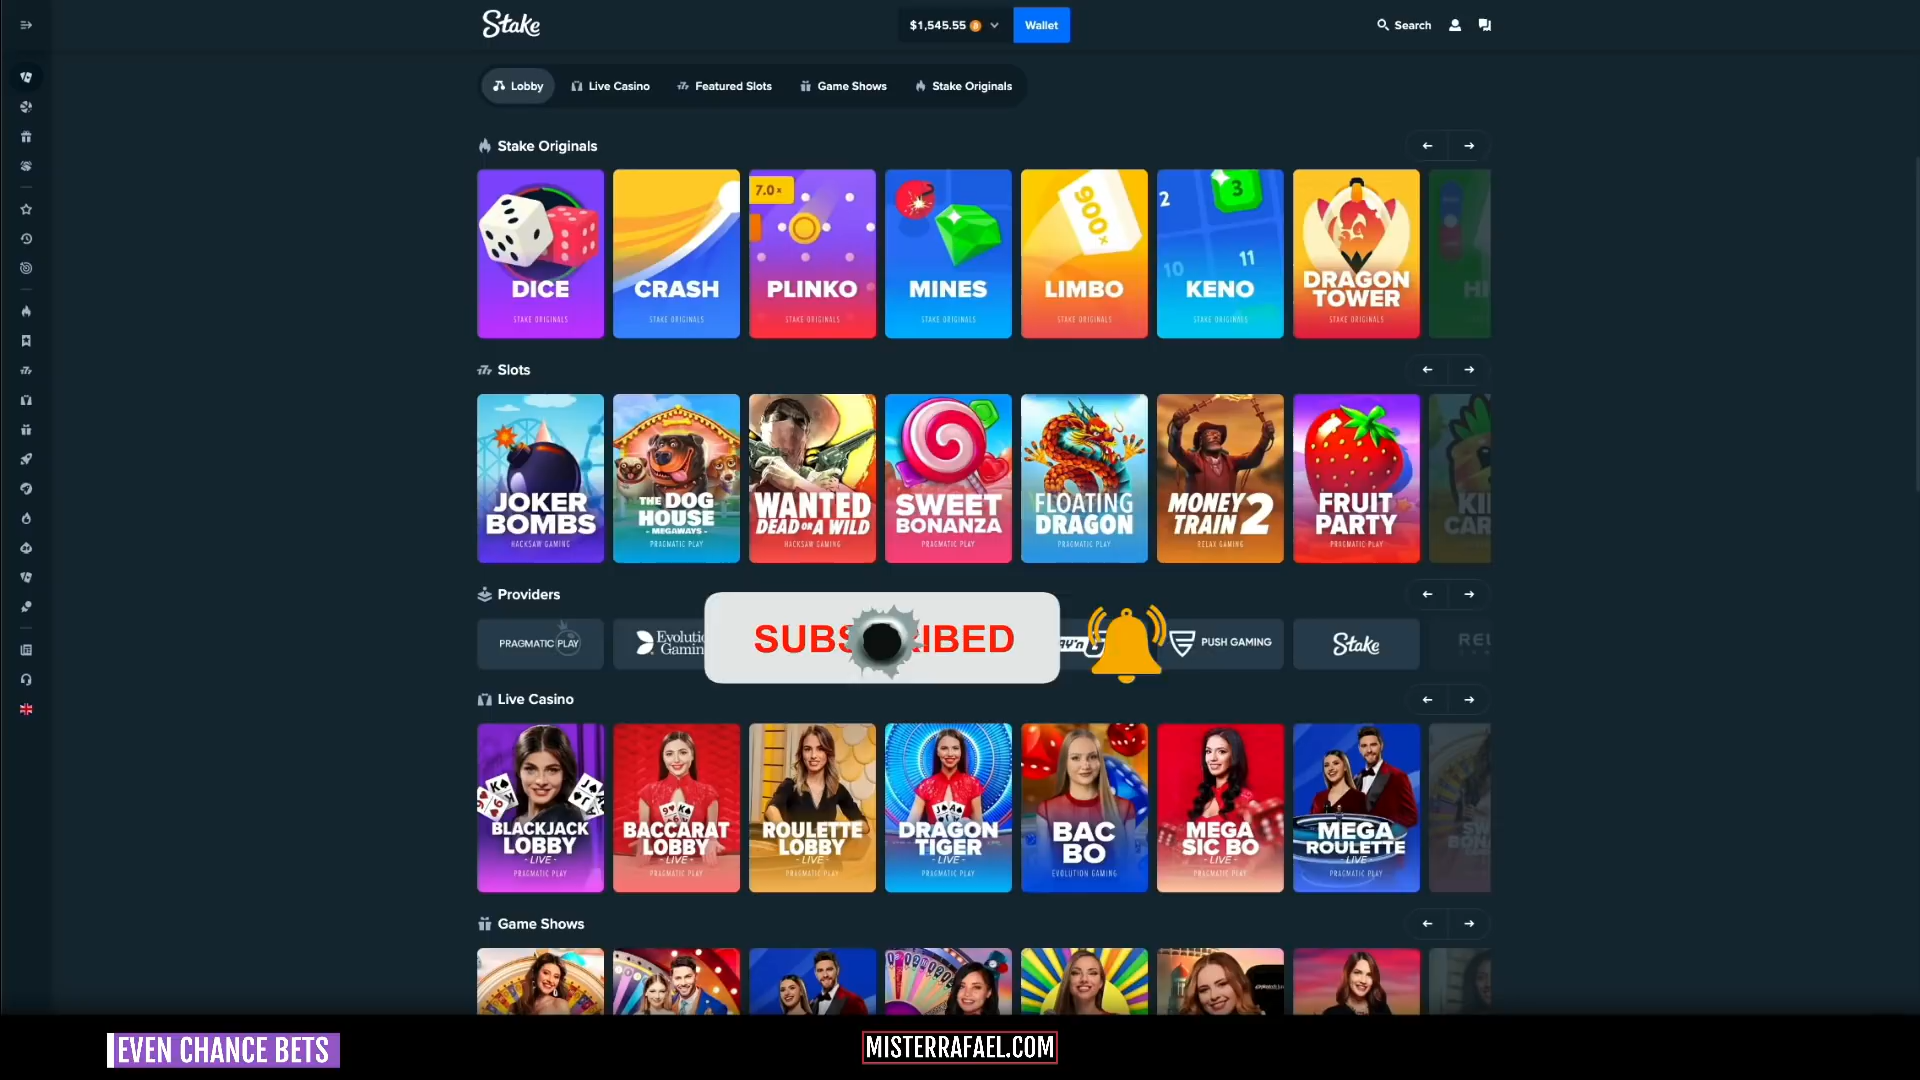 Stake
$1,545.55
Wallet
Search
Lobby
Live Casino
Featured Slots
Game Shows
Stake Originals
Stake Originals
DICE
STAKE ORIGINALS
CRASH
STAKE ORIGINALS
7.0×
PLINKO
STAKE ORIGINALS
MINES
STAKE ORIGINALS
900×
LIMBO
STAKE ORIGINALS
2
3
10
11
KENO
STAKE ORIGINALS
DRAGON
TOWER
STAKE ORIGINALS
HI
Slots
JOKER
BOMBS
HACKSAW GAMING
THE DOG
HOUSE
- MEGAWAYS -
PRAGMATIC PLAY
WANTED
DEAD OR A WILD
HACKSAW GAMING
SWEET
BONANZA
PRAGMATIC PLAY
FLOATING
DRAGON
PRAGMATIC PLAY
MONEY
TRAIN 2
RELAX GAMING
FRUIT
PARTY
PRAGMATIC PLAY
Providers
PRAGMATIC PLAY
PUSH GAMING
Stake
SUBS RIBED
Live Casino
BLACKJACK
LOBBY
- LIVE -
PRAGMATIC PLAY
BACCARAT
LOBBY
- LIVE -
PRAGMATIC PLAY
ROULETTE
LOBBY
- LIVE -
PRAGMATIC PLAY
DRAGON
TIGER
- LIVE -
PRAGMATIC PLAY
BAC
BO
EVOLUTION GAMING
MEGA
SIC BO
- LIVE -
PRAGMATIC PLAY
MEGA
ROULETTE
- LIVE -
PRAGMATIC PLAY
Game Shows
EVEN CHANCE BETS
MISTERRAFAEL.COM